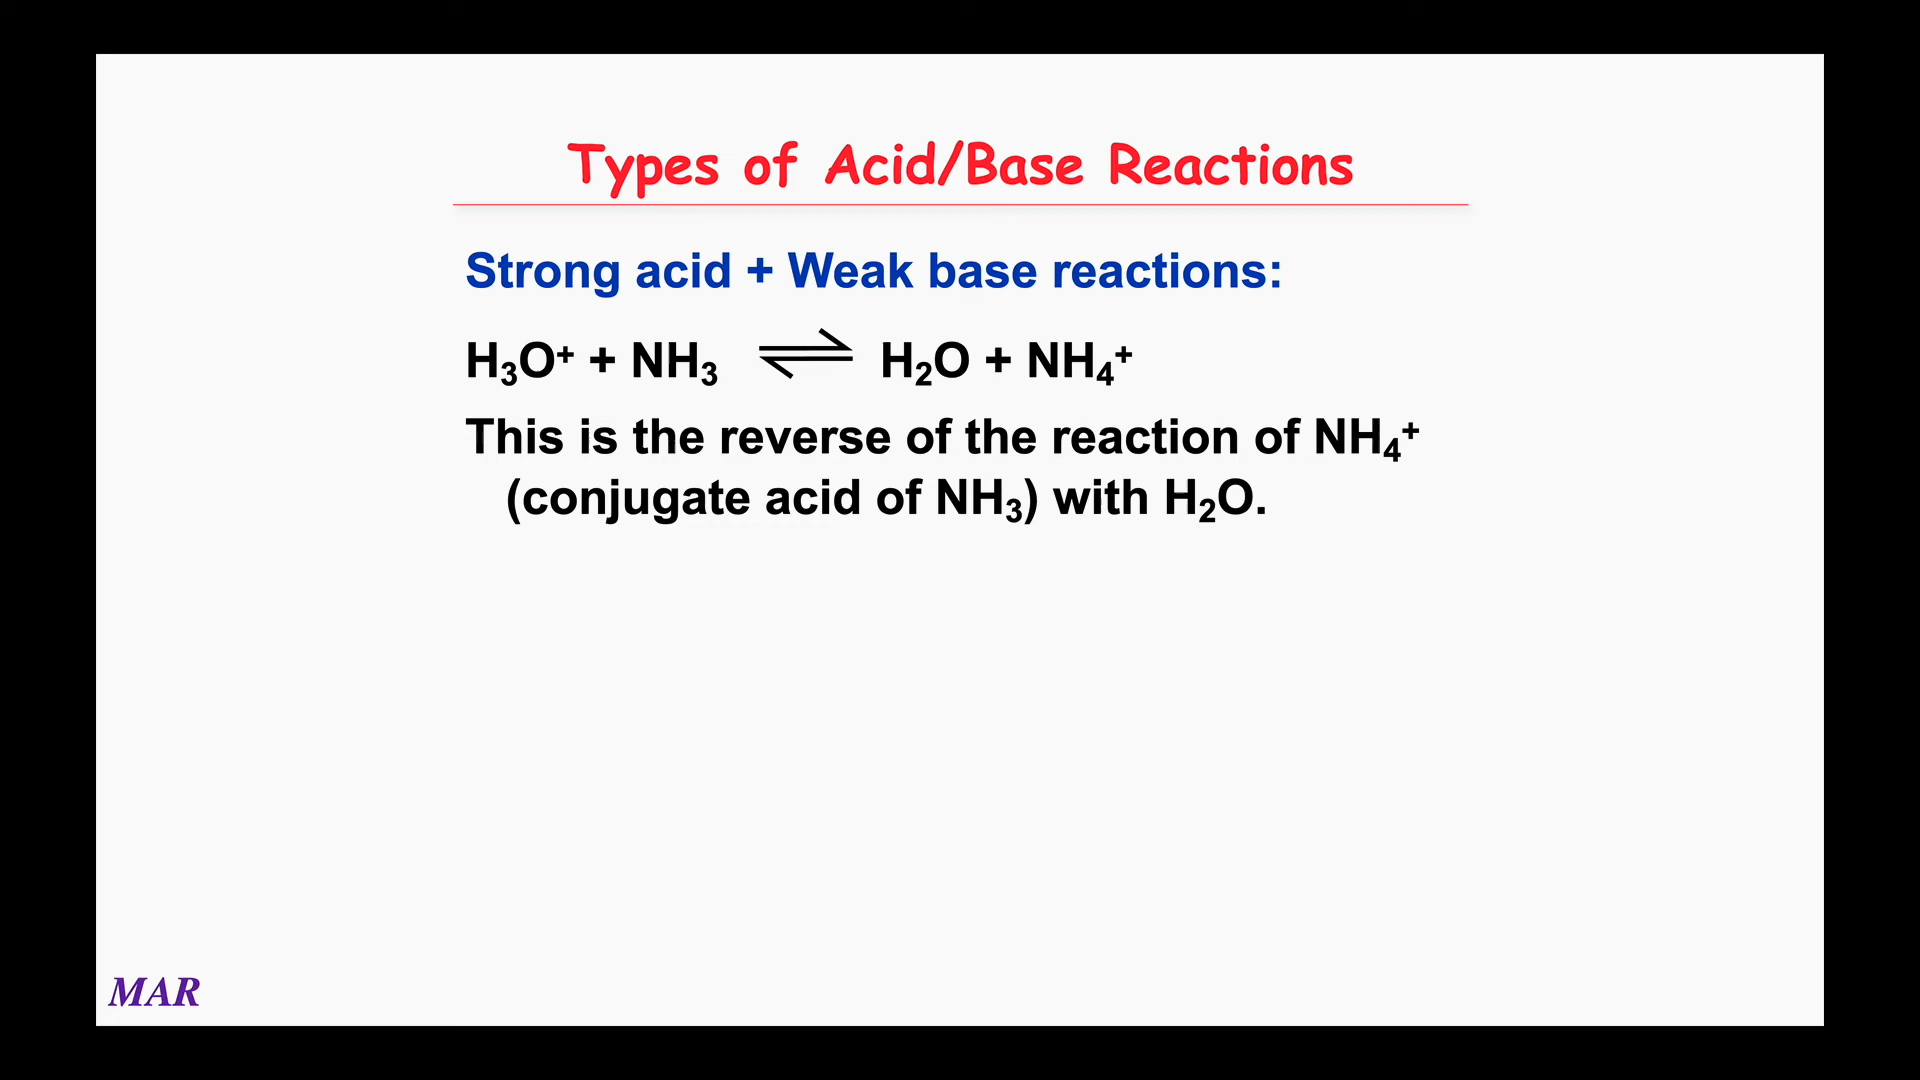 Types of Acid/Base Reactions
Strong acid + Weak base reactions:
H₃O⁺ + NH₃ ⇌ H₂O + NH₄⁺
This is the reverse of the reaction of NH₄⁺
(conjugate acid of NH₃) with H₂O.
MAR